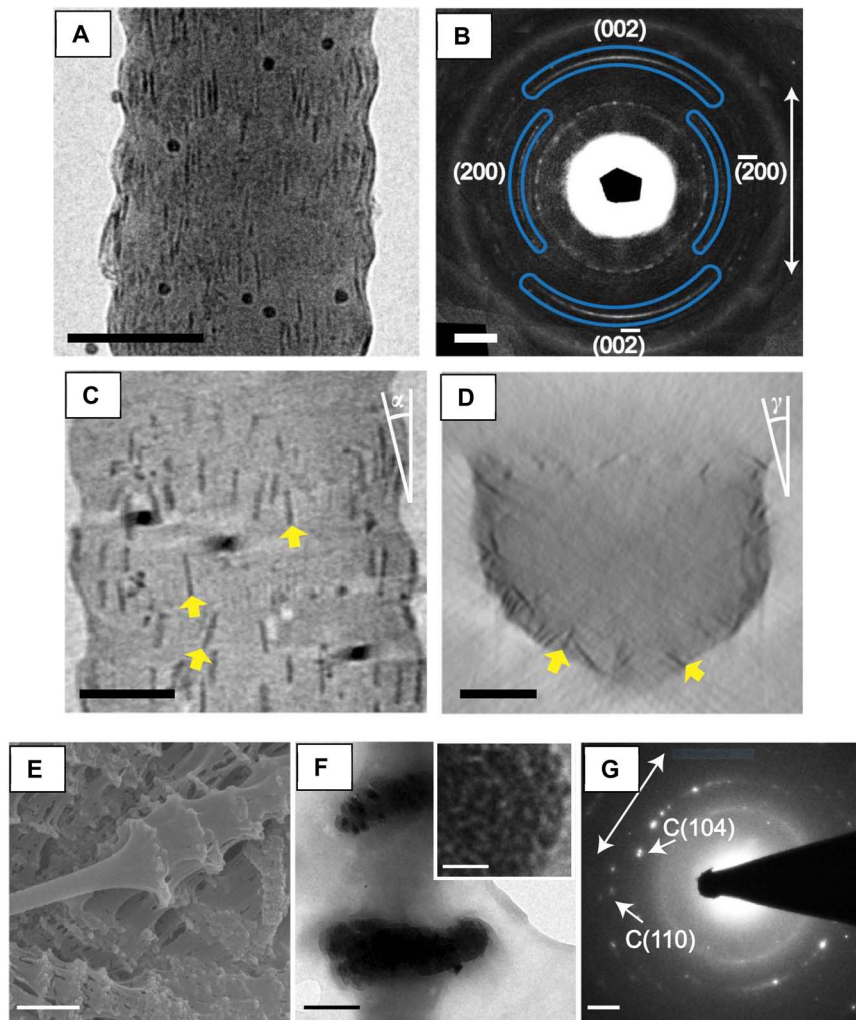 A
B
(002)
(200)
(2̅00)
(002̅)
C
α
D
γ
E
F
G
C(104)
C(110)